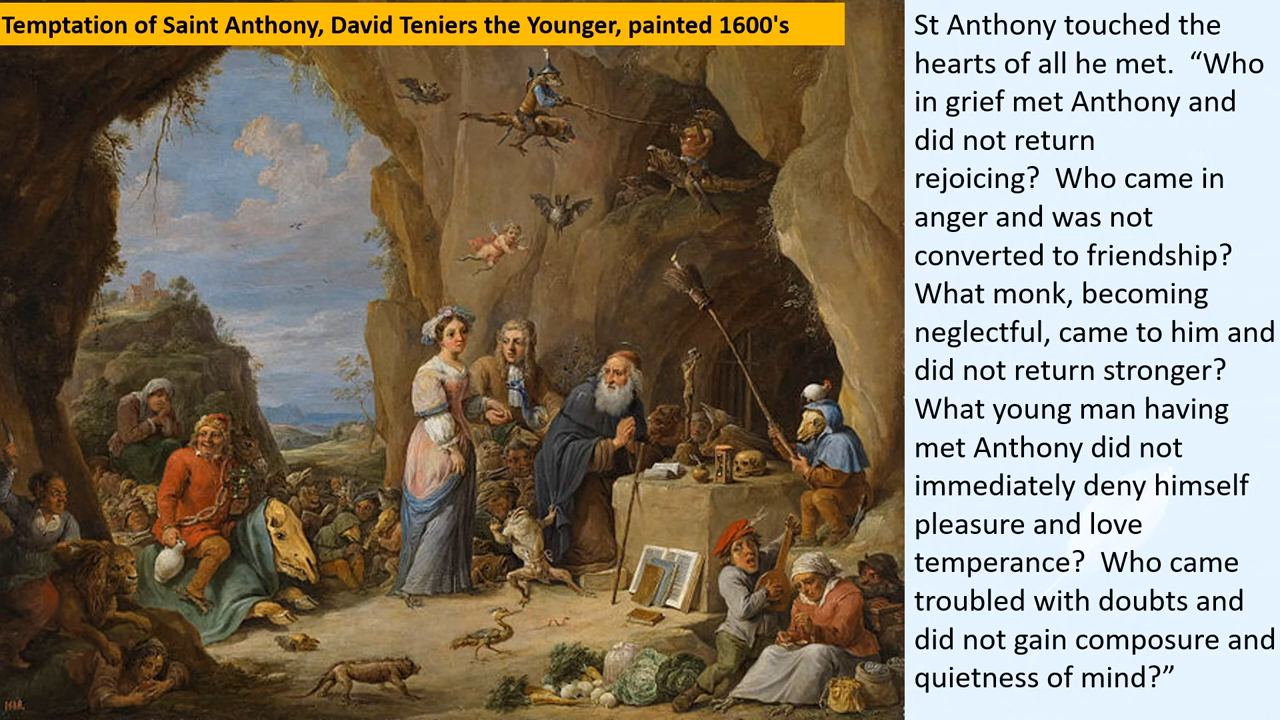 Temptation of Saint Anthony, David Teniers the Younger, painted 1600's
St Anthony touched the
hearts of all he met.  “Who
in grief met Anthony and
did not return
rejoicing?  Who came in
anger and was not
converted to friendship?
What monk, becoming
neglectful, came to him and
did not return stronger?
What young man having
met Anthony did not
immediately deny himself
pleasure and love
temperance?  Who came
troubled with doubts and
did not gain composure and
quietness of mind?”